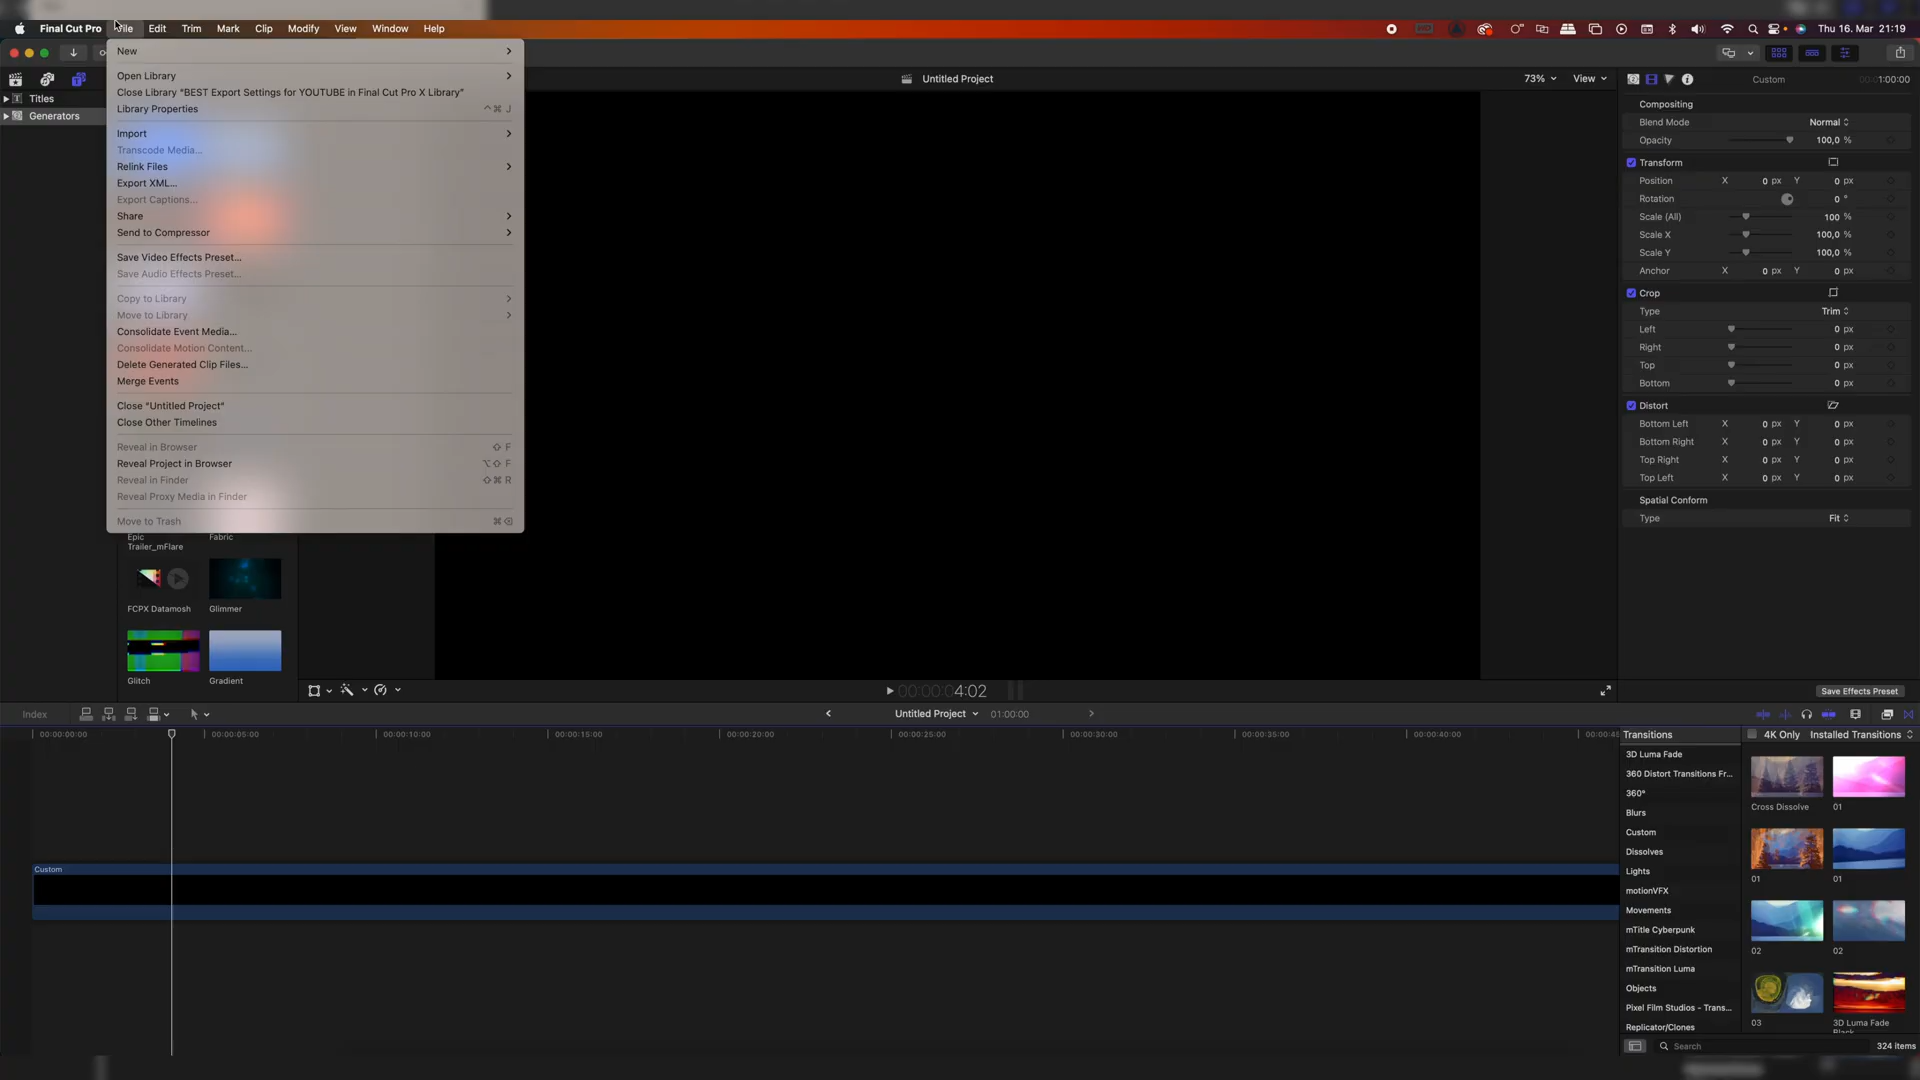 Final Cut Pro File Edit Trim Mark Clip Modify View Window Help
Thu 16. Mar 21:19
New
Open Library
Close Library "BEST Export Settings for YOUTUBE in Final Cut Pro X Library"
Library Properties ⌃⌘ J
Import
Transcode Media...
Relink Files
Export XML...
Export Captions...
Share
Send to Compressor
Save Video Effects Preset...
Save Audio Effects Preset...
Copy to Library
Move to Library
Consolidate Event Media...
Consolidate Motion Content...
Delete Generated Clip Files...
Merge Events
Close "Untitled Project"
Close Other Timelines
Reveal in Browser ⇧ F
Reveal Project in Browser ⌥⇧ F
Reveal in Finder ⇧⌘ R
Reveal Proxy Media in Finder
Move to Trash ⌘⌫
Titles
Generators
Epic
Trailer_mFlare
Fabric
FCPX Datamosh
Glimmer
Glitch
Gradient
Untitled Project
73%
View
Custom
1:00:00
Compositing
Blend Mode Normal
Opacity 100,0 %
Transform
Position X 0 px Y 0 px
Rotation 0 °
Scale (All) 100 %
Scale X 100,0 %
Scale Y 100,0 %
Anchor X 0 px Y 0 px
Crop
Type Trim
Left 0 px
Right 0 px
Top 0 px
Bottom 0 px
Distort
Bottom Left X 0 px Y 0 px
Bottom Right X 0 px Y 0 px
Top Right X 0 px Y 0 px
Top Left X 0 px Y 0 px
Spatial Conform
Type Fit
00:00:04:02
Save Effects Preset
Index
Untitled Project 01:00:00
00:00:00:00 00:00:05:00 00:00:10:00 00:00:15:00 00:00:20:00 00:00:25:00 00:00:30:00 00:00:35:00 00:00:40:00 00:00:45
Custom
Transitions
4K Only Installed Transitions
3D Luma Fade
360 Distort Transitions Fr...
360°
Blurs
Custom
Dissolves
Lights
motionVFX
Movements
mTitle Cyberpunk
mTransition Distortion
mTransition Luma
Objects
Pixel Film Studios - Trans...
Replicator/Clones
Cross Dissolve
01
01
01
02
02
03
3D Luma Fade
Search
324 items